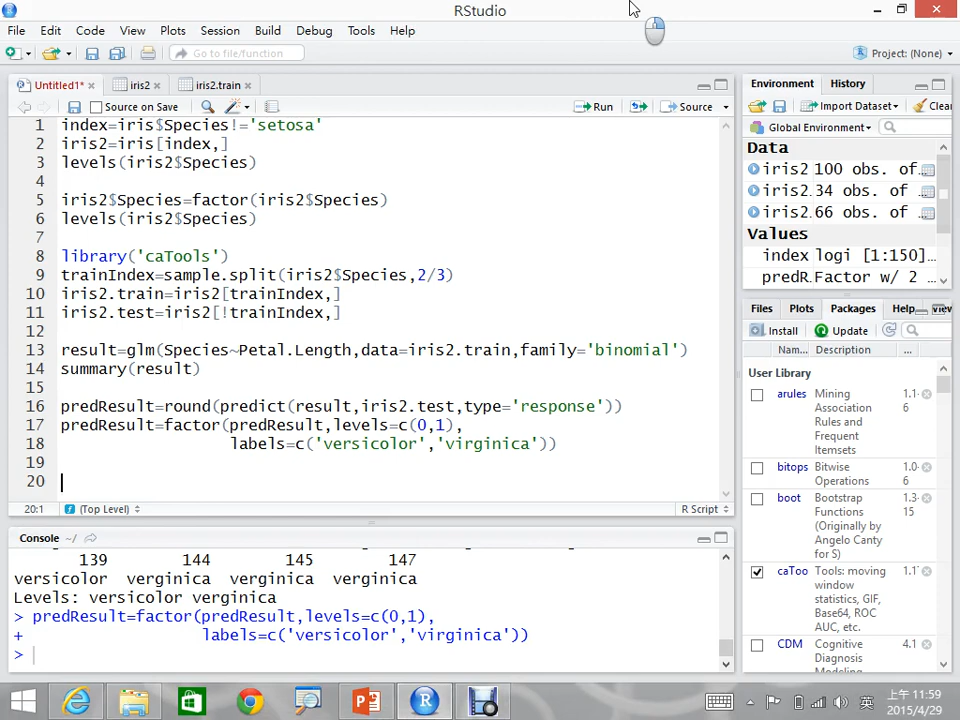 RStudio
File Edit Code View Plots Session Build Debug Tools Help
Go to file/function
Project: (None)
Untitled1* iris2 iris2.train
Source on Save Run Source
1 index=iris$Species!='setosa'
2 iris2=iris[index,]
3 levels(iris2$Species)
4
5 iris2$Species=factor(iris2$Species)
6 levels(iris2$Species)
7
8 library('caTools')
9 trainIndex=sample.split(iris2$Species,2/3)
10 iris2.train=iris2[trainIndex,]
11 iris2.test=iris2[!trainIndex,]
12
13 result=glm(Species~Petal.Length,data=iris2.train,family='binomial')
14 summary(result)
15
16 predResult=round(predict(result,iris2.test,type='response'))
17 predResult=factor(predResult,levels=c(0,1),
18 labels=c('versicolor','virginica'))
19
20
20:1 (Top Level) R Script
Console ~/
139 144 145 147
versicolor verginica verginica verginica
Levels: versicolor verginica
> predResult=factor(predResult,levels=c(0,1),
+ labels=c('versicolor','virginica'))
>
Environment History
Import Dataset Clear
Global Environment
Data
iris2 100 obs. of
iris2. 34 obs. of
iris2. 66 obs. of
Values
index logi [1:150]...
predR. Factor w/ 2
Files Plots Packages Help
Install Update
Nam... Description ...
User Library
arules Mining Association Rules and Frequent Itemsets 1.1-6
bitops Bitwise Operations 1.0-6
boot Bootstrap Functions (Originally by Angelo Canty for S) 1.3-15
caToo Tools: moving window statistics, GIF, Base64, ROC AUC, etc. 1.1
CDM Cognitive Diagnosis Modeling 4.1
英
上午 11:59
2015/4/29